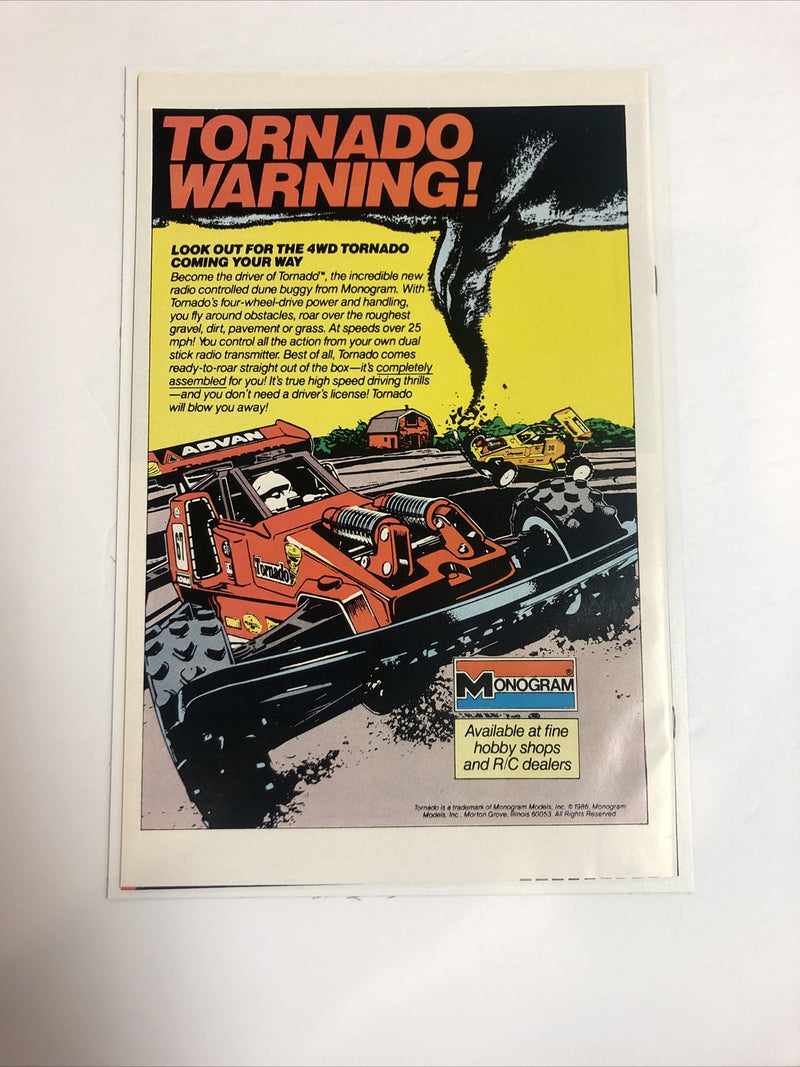 TORNADO
WARNING!
LOOK OUT FOR THE 4WD TORNADO
COMING YOUR WAY
Become the driver of Tornado™, the incredible new
radio controlled dune buggy from Monogram. With
Tornado's four-wheel-drive power and handling,
you fly around obstacles, roar over the roughest
gravel, dirt, pavement or grass. At speeds over 25
mph! You control all the action from your own dual
stick radio transmitter. Best of all, Tornado comes
ready-to-roar straight out of the box—it's completely
assembled for you! It's true high speed driving thrills
—and you don't need a driver's license! Tornado
will blow you away!
ADVAN
20
67
Tornado
MONOGRAM®
Available at fine
hobby shops
and R/C dealers
Tornado is a trademark of Monogram Models, Inc. © 1986, Monogram
Models, Inc., Morton Grove, Illinois 60053. All Rights Reserved.